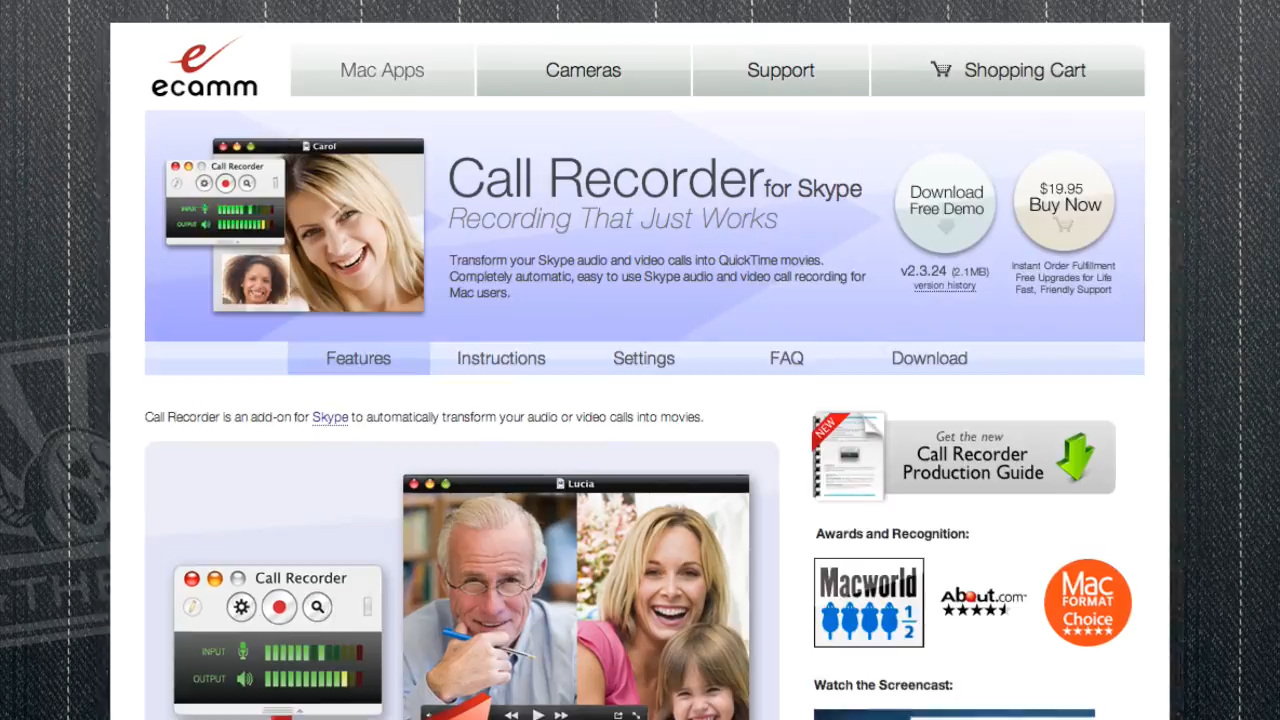 ecamm
Mac Apps
Cameras
Support
Shopping Cart
Carol
Call Recorder
INPUT
OUTPUT
Call Recorder for Skype
Recording That Just Works
Transform your Skype audio and video calls into QuickTime movies.
Completely automatic, easy to use Skype audio and video call recording for
Mac users.
Download
Free Demo
v2.3.24 (2.1MB)
version history
$19.95
Buy Now
Instant Order Fulfillment
Free Upgrades for Life
Fast, Friendly Support
Features
Instructions
Settings
FAQ
Download
Call Recorder is an add-on for Skype to automatically transform your audio or video calls into movies.
Lucia
Call Recorder
INPUT
OUTPUT
NEW
Get the new
Call Recorder
Production Guide
Awards and Recognition:
Macworld
1/2
About.com
Mac
FORMAT
Choice
Watch the Screencast: